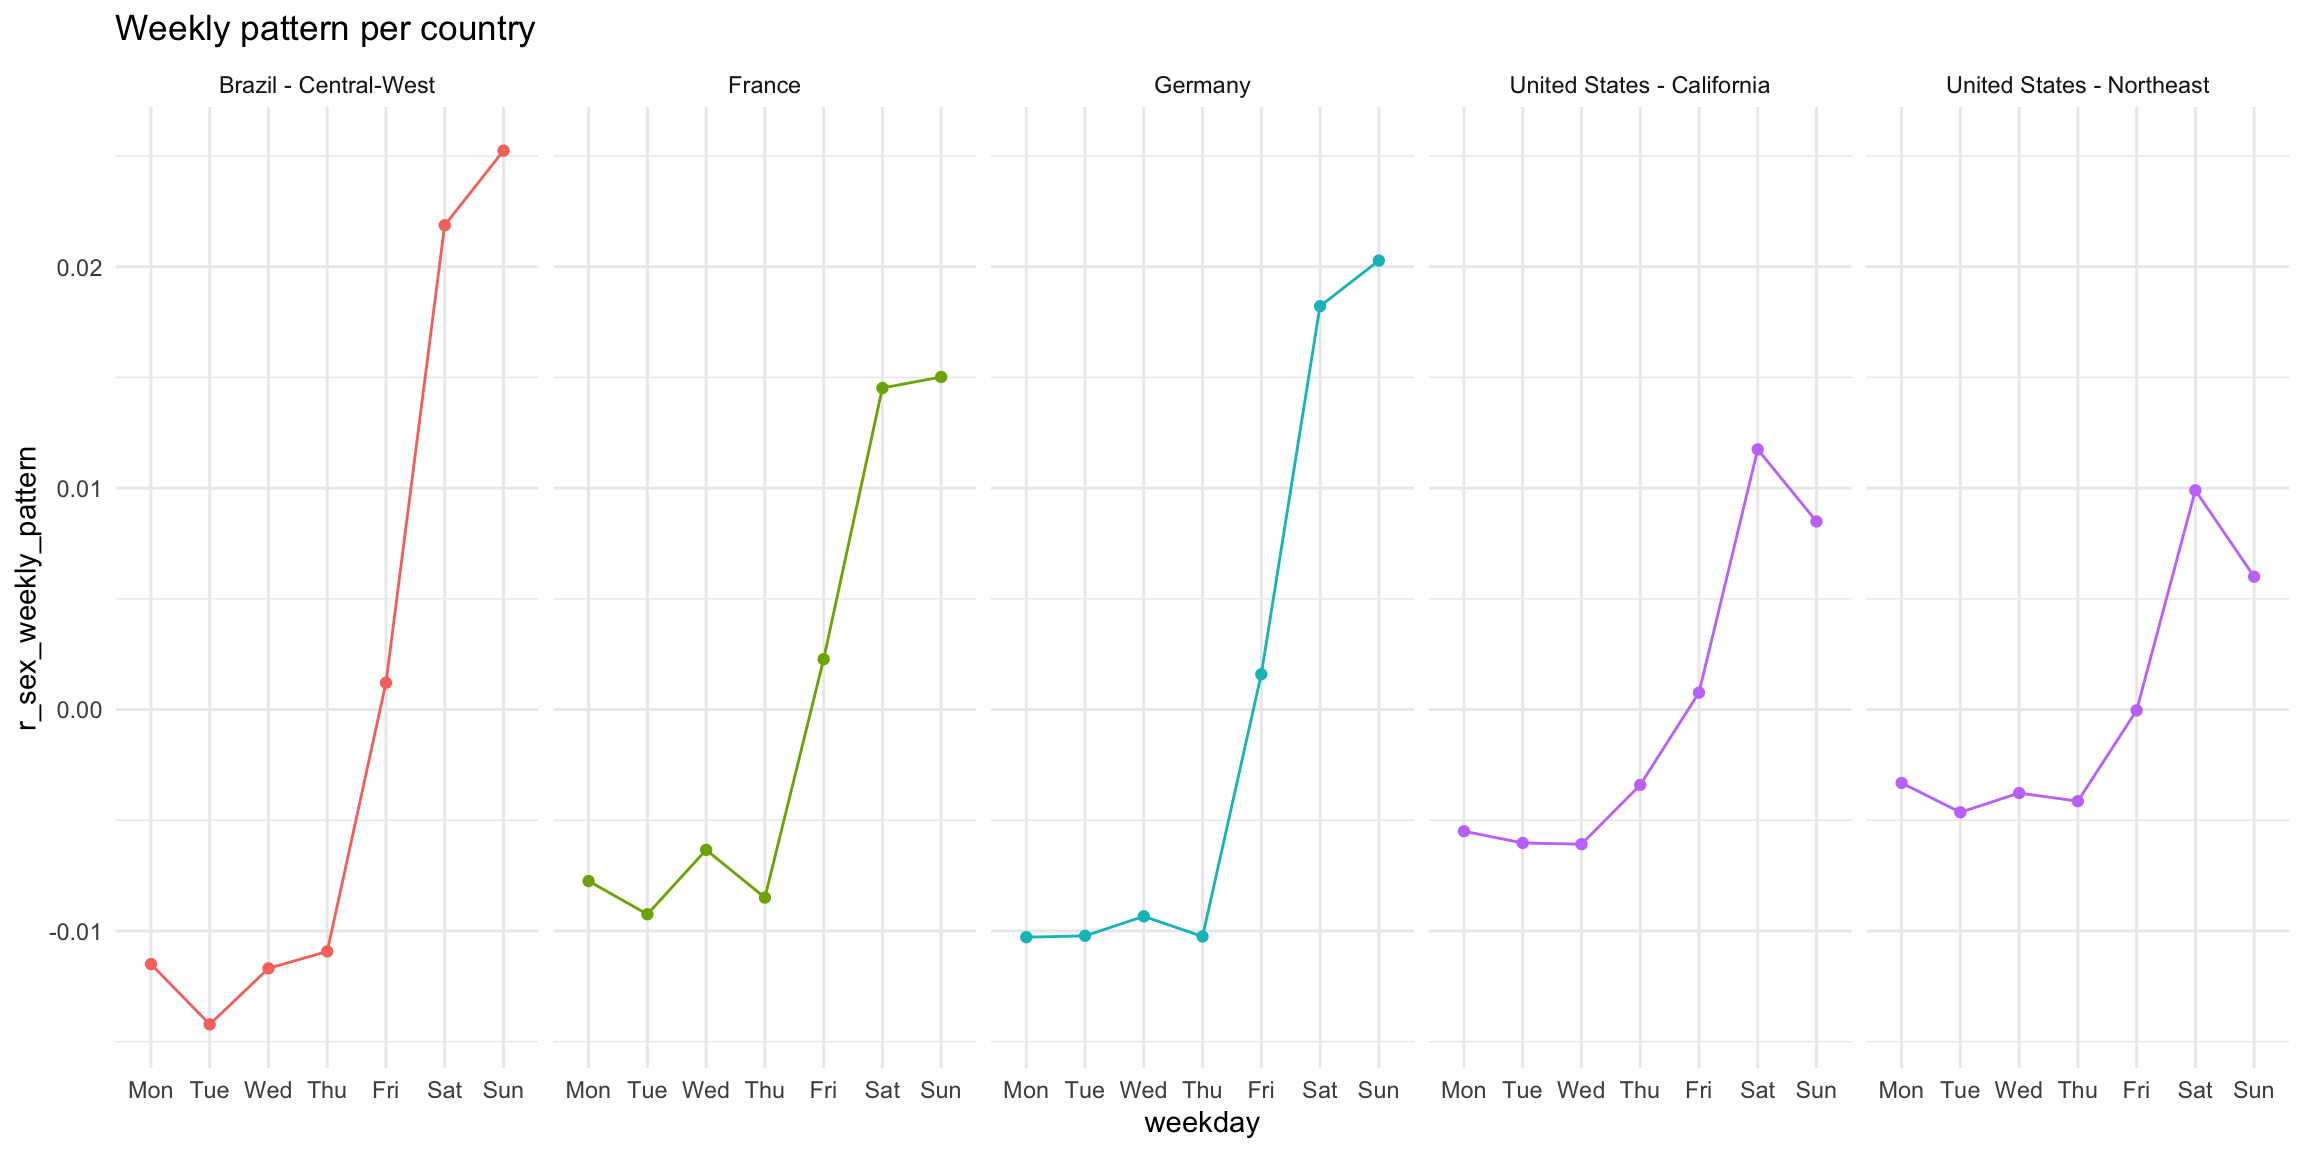 Weekly pattern per country
Brazil - Central-West France Germany United States - California United States - Northeast
0.02
0.01
0.00
-0.01
r_sex_weekly_pattern
Mon Tue Wed Thu Fri Sat Sun Mon Tue Wed Thu Fri Sat Sun Mon Tue Wed Thu Fri Sat Sun Mon Tue Wed Thu Fri Sat Sun Mon Tue Wed Thu Fri Sat Sun
weekday